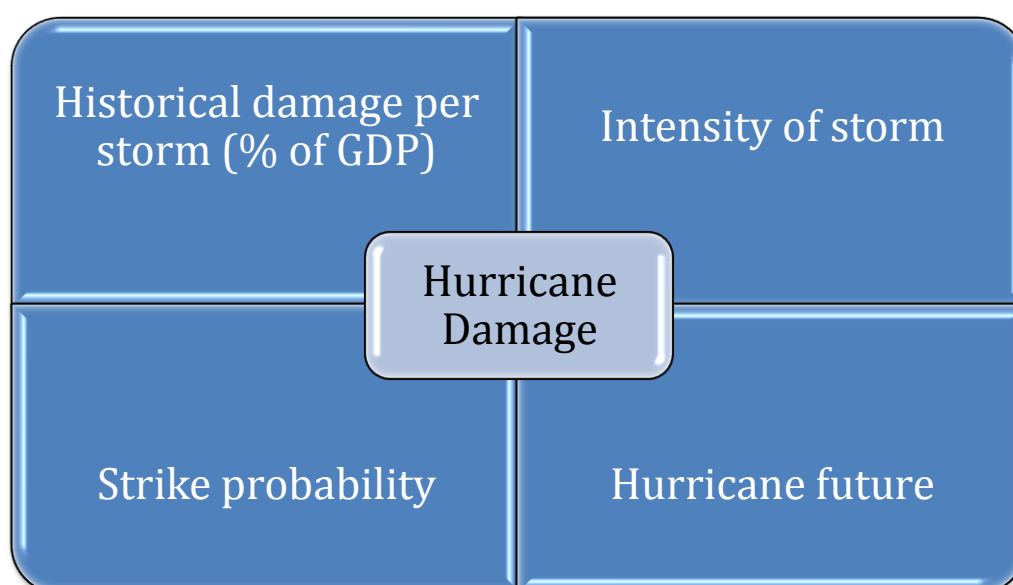 Historical damage per
storm (% of GDP)
Intensity of storm
Hurricane
Damage
Strike probability
Hurricane future